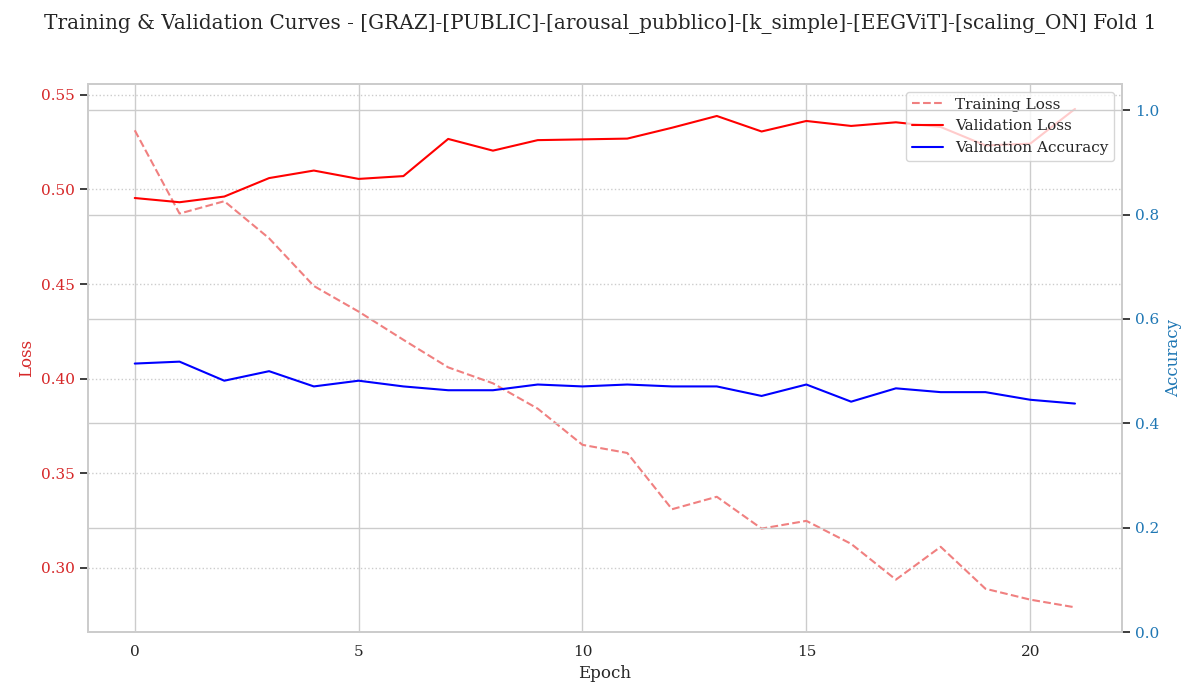 Training & Validation Curves - [GRAZ]-[PUBLIC]-[arousal_pubblico]-[k_simple]-[EEGViT]-[scaling_ON] Fold 1
Training Loss
Validation Loss
Validation Accuracy
0.55
0.50
0.45
0.40
0.35
0.30
Loss
1.0
0.8
0.6
0.4
0.2
0.0
Accuracy
0
5
10
15
20
Epoch